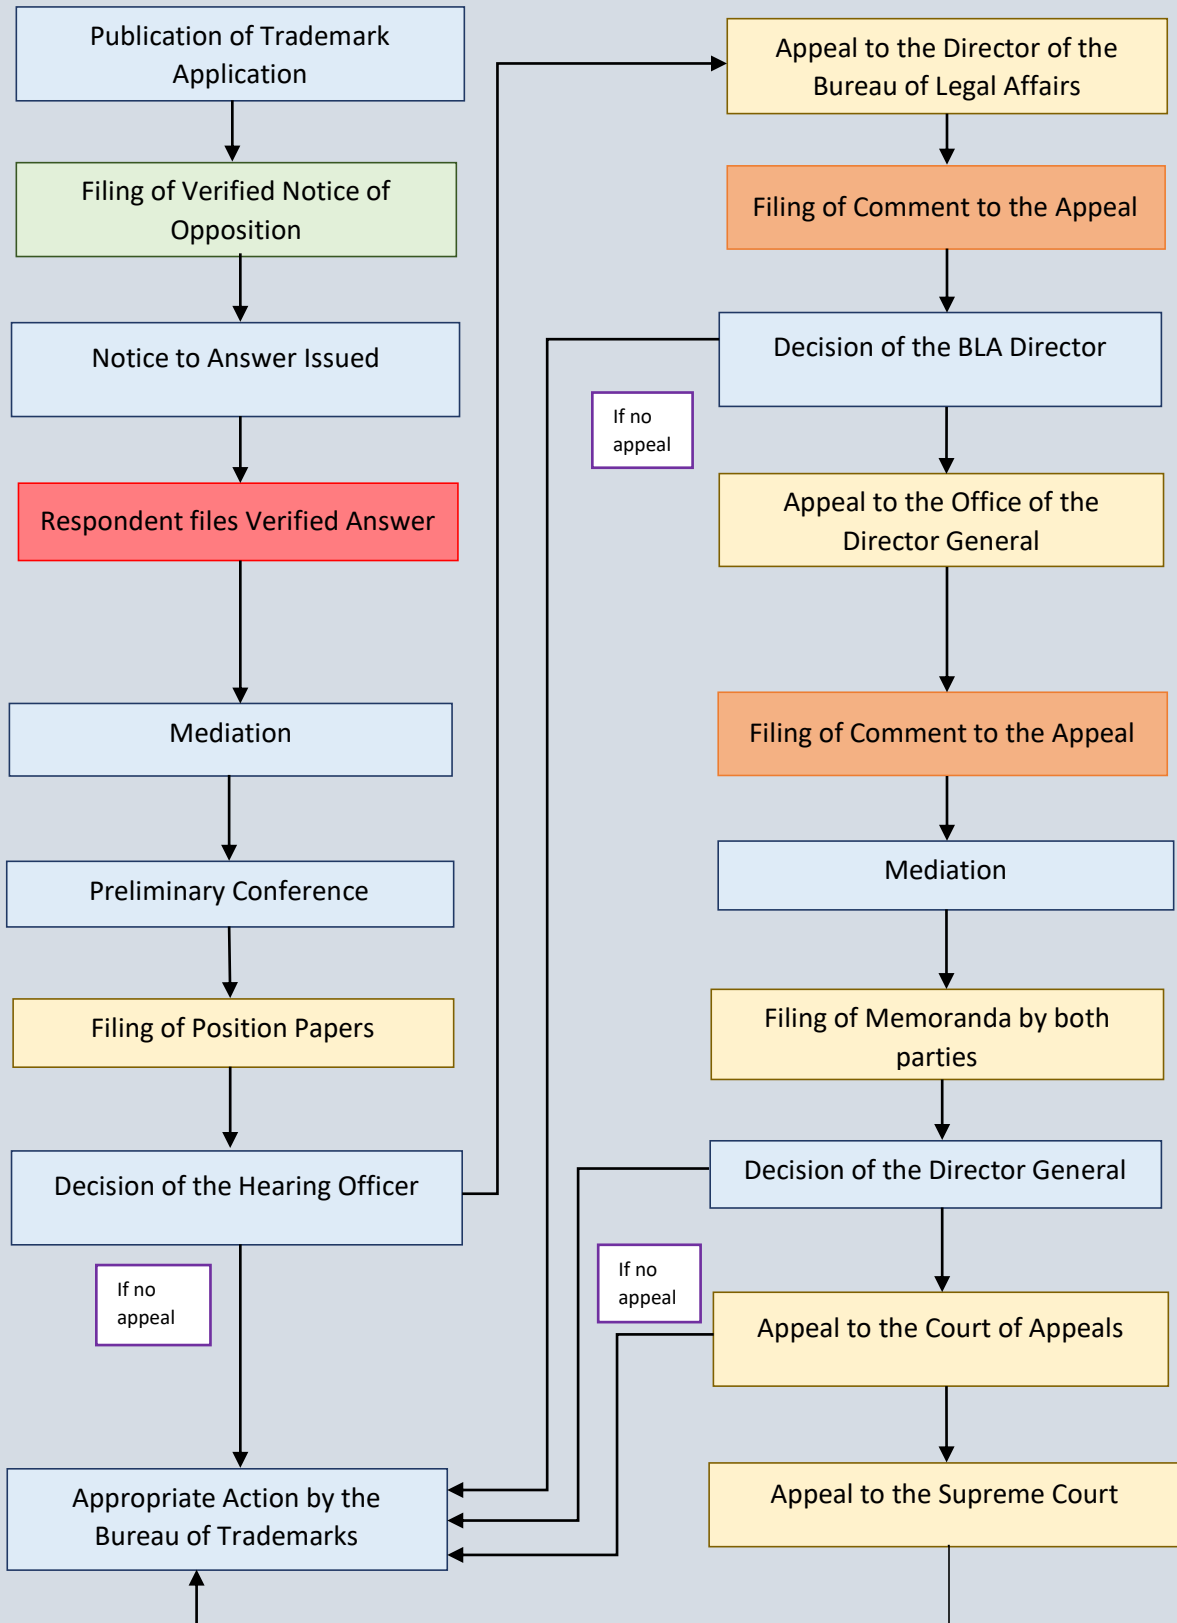 Publication of Trademark
Application
Filing of Verified Notice of
Opposition
Notice to Answer Issued
Respondent files Verified Answer
Mediation
Preliminary Conference
Filing of Position Papers
Decision of the Hearing Officer
If no
appeal
Appropriate Action by the
Bureau of Trademarks
Appeal to the Director of the
Bureau of Legal Affairs
Filing of Comment to the Appeal
Decision of the BLA Director
If no
appeal
Appeal to the Office of the
Director General
Filing of Comment to the Appeal
Mediation
Filing of Memoranda by both
parties
Decision of the Director General
If no
appeal
Appeal to the Court of Appeals
Appeal to the Supreme Court